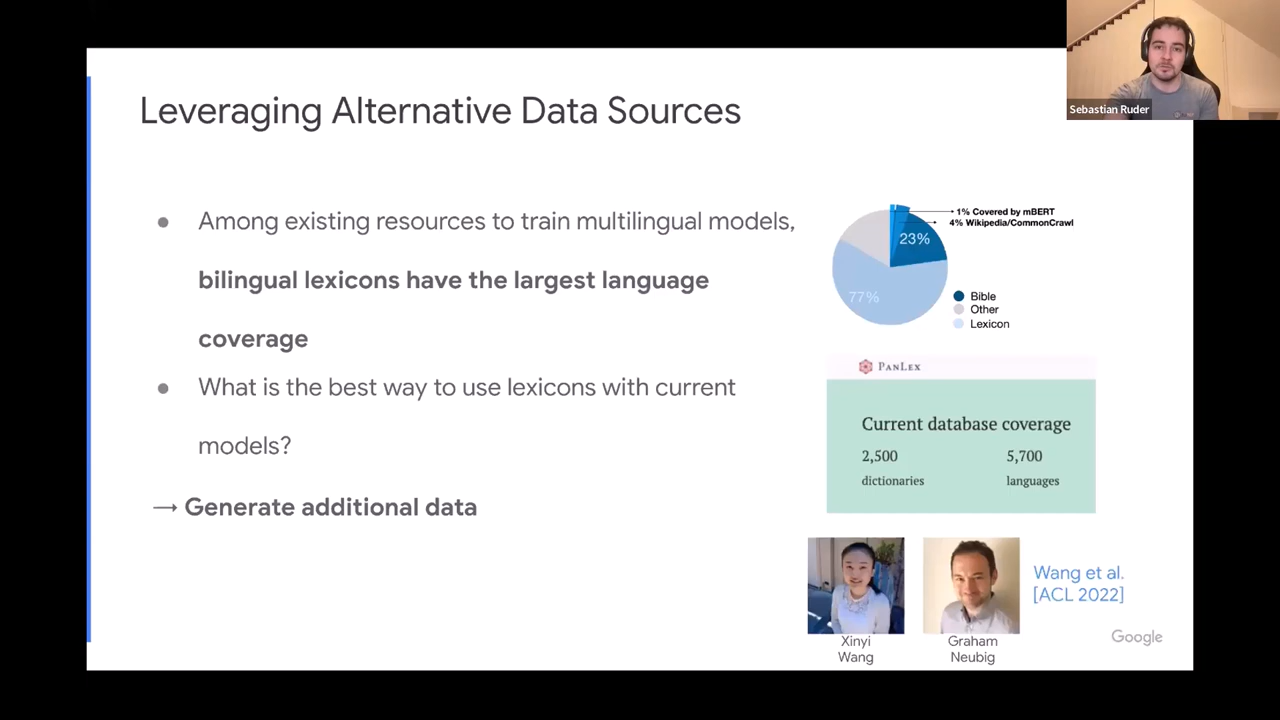 Sebastian Ruder
Leveraging Alternative Data Sources
● Among existing resources to train multilingual models,
bilingual lexicons have the largest language
coverage
● What is the best way to use lexicons with current
models?
→ Generate additional data
1% Covered by mBERT
4% Wikipedia/CommonCrawl
23%
77%
Bible
Other
Lexicon
PANLEX
Current database coverage
2,500 5,700
dictionaries languages
Wang et al.
[ACL 2022]
Xinyi
Wang
Graham
Neubig
Google